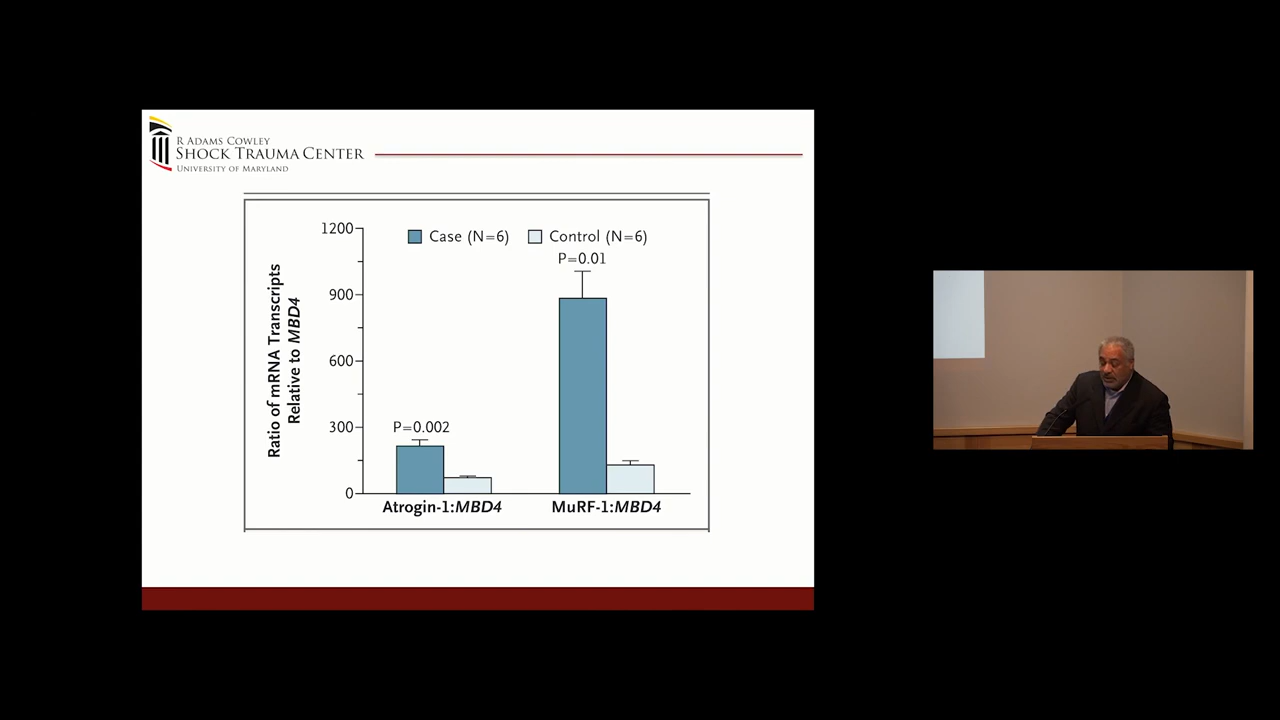 R ADAMS COWLEY
SHOCK TRAUMA CENTER
UNIVERSITY OF MARYLAND
1200
900
600
300
0
Ratio of mRNA Transcripts
Relative to MBD4
Case (N=6)
Control (N=6)
P=0.01
P=0.002
Atrogin-1:MBD4
MuRF-1:MBD4